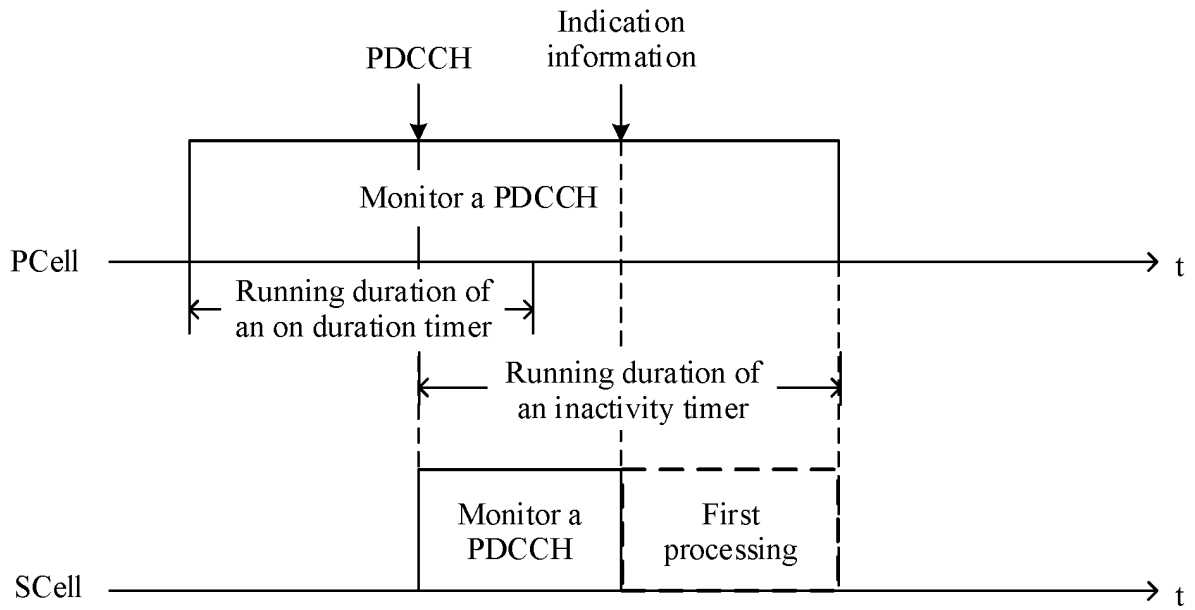 Indication
information
PDCCH
Monitor a PDCCH
PCell
t
Running duration of
an on duration timer
Running duration of
an inactivity timer
Monitor a
PDCCH
First
processing
SCell
t